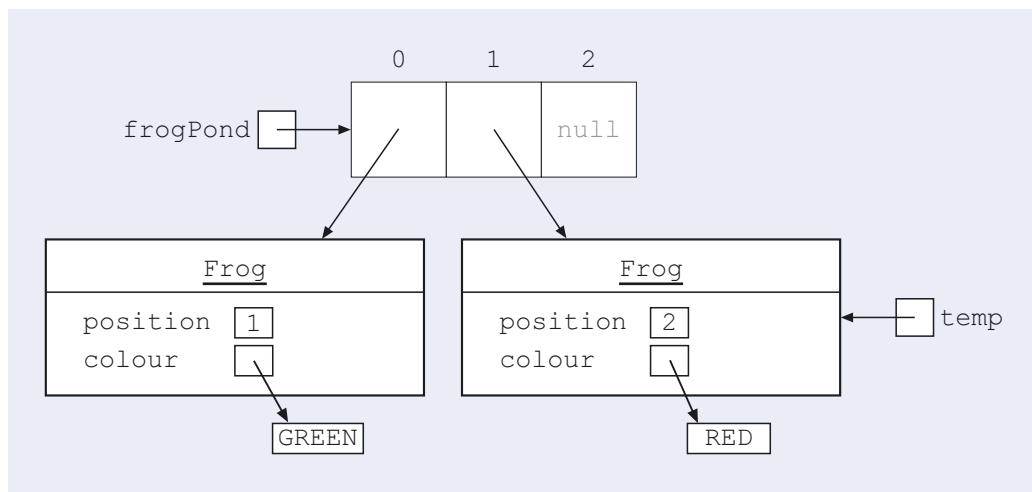 0 1 2
frogPond null
Frog Frog
position 1 position 2
temp
colour colour
GREEN RED